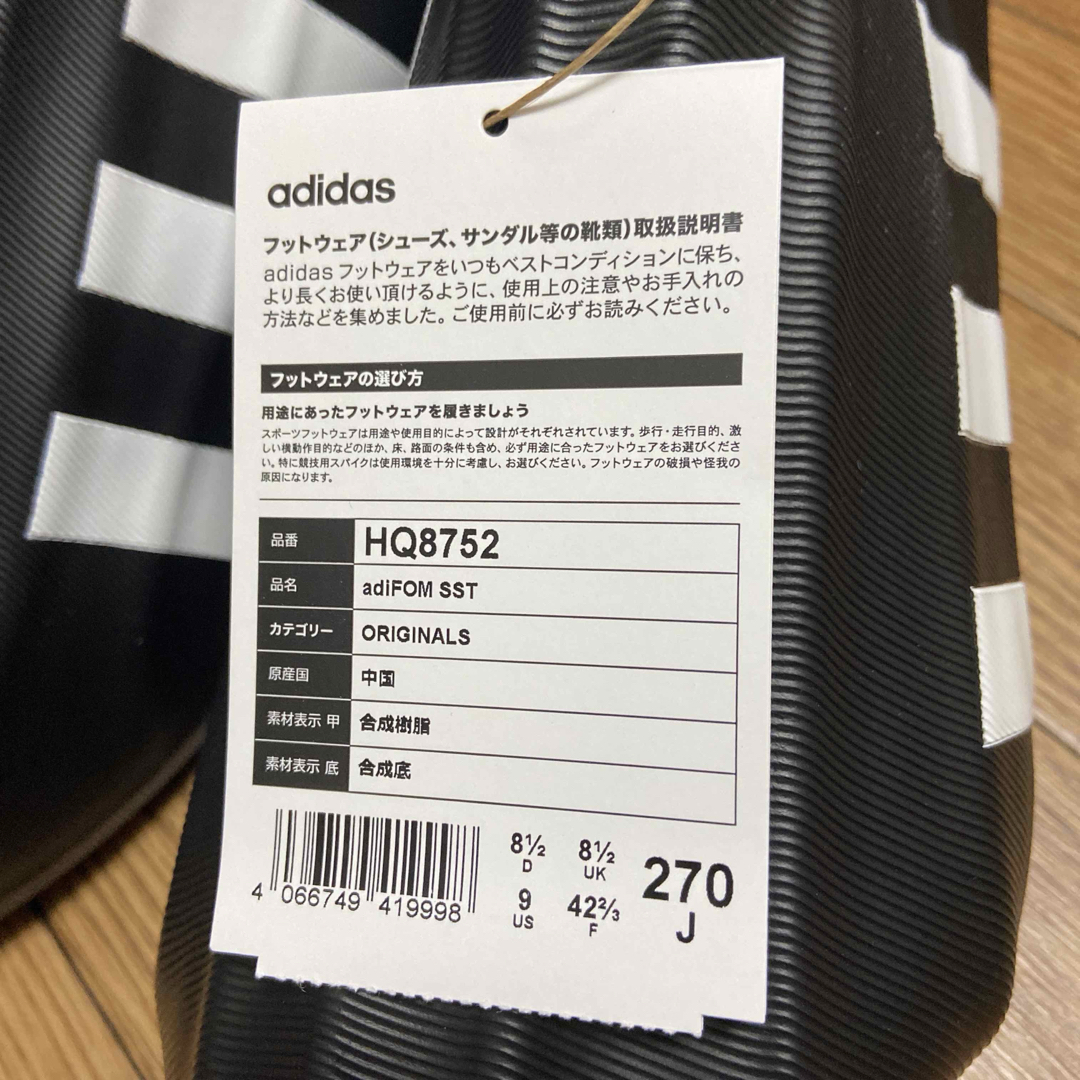 adidas
フットウェア(シューズ、サンダル等の靴類)取扱説明書
adidas フットウェアをいつもベストコンディションに保ち、
より長くお使い頂けるように、使用上の注意やお手入れの
方法などを集めました。ご使用前に必ずお読みください。
フットウェアの選び方
用途にあったフットウェアを履きましょう
スポーツフットウェアは用途や使用目的によって設計がそれぞれされています。歩行・走行目的、激
しい横動作目的などのほか、床、路面の条件も含め、必ず用途に合ったフットウェアをお選びくださ
い。特に競技用スパイクは使用環境を十分に考慮し、お選びください。フットウェアの破損や怪我の
原因になります。
品番 HQ8752
品名 adiFOM SST
カテゴリー ORIGINALS
原産国 中国
素材表示 甲 合成樹脂
素材表示 底 合成底
4 066749 419998
8½ D 8½ UK
9 US 42⅔ F
270 J